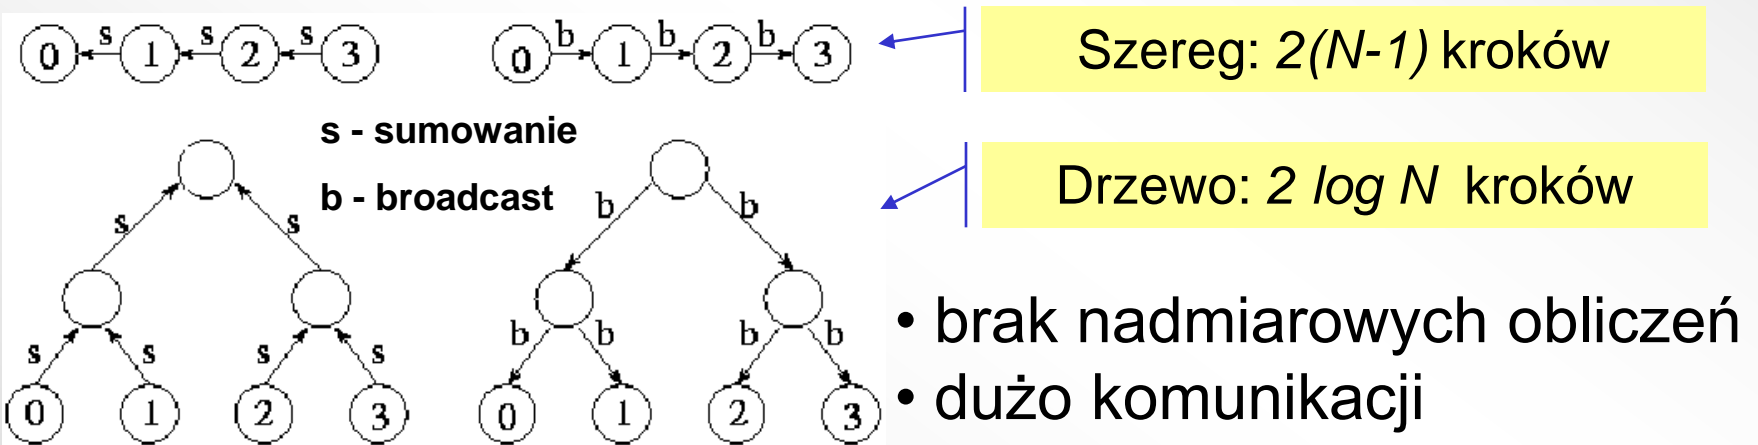 s s s
0 1 2 3
b b b
0 1 2 3
Szereg: 2(N-1) kroków
s - sumowanie
b - broadcast
Drzewo: 2 log N kroków
s s
s s s s
0 1 2 3
b b
b b b b
0 1 2 3
• brak nadmiarowych obliczeń
• dużo komunikacji